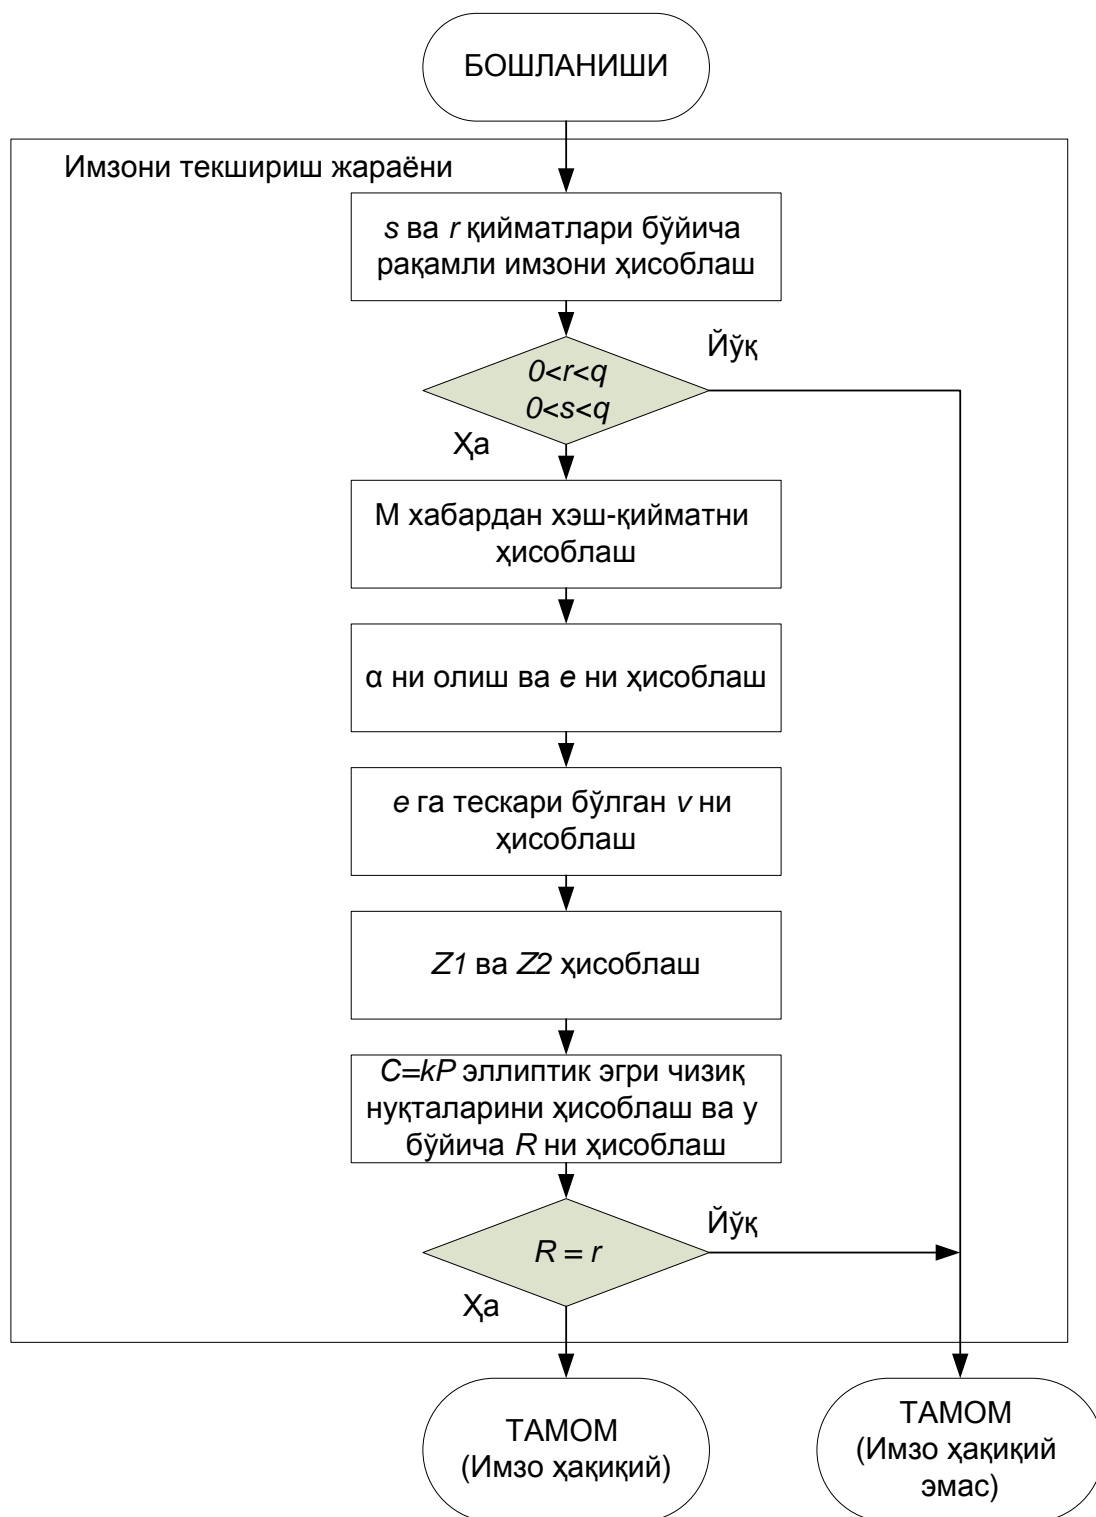 БОШЛАНИШИ
Имзони текшириш жараёни
s ва r қийматлари бўйича
рақамли имзони ҳисоблаш
Йўқ
0<r<q
0<s<q
Ҳа
М хабардан хэш-қийматни
ҳисоблаш
α ни олиш ва e ни ҳисоблаш
e га тескари бўлган v ни
ҳисоблаш
Z1 ва Z2 ҳисоблаш
C=kP эллиптик эгри чизиқ
нуқталарини ҳисоблаш ва у
бўйича R ни ҳисоблаш
Йўқ
R = r
Ҳа
ТАМОМ
(Имзо ҳақиқий)
ТАМОМ
(Имзо ҳақиқий
эмас)